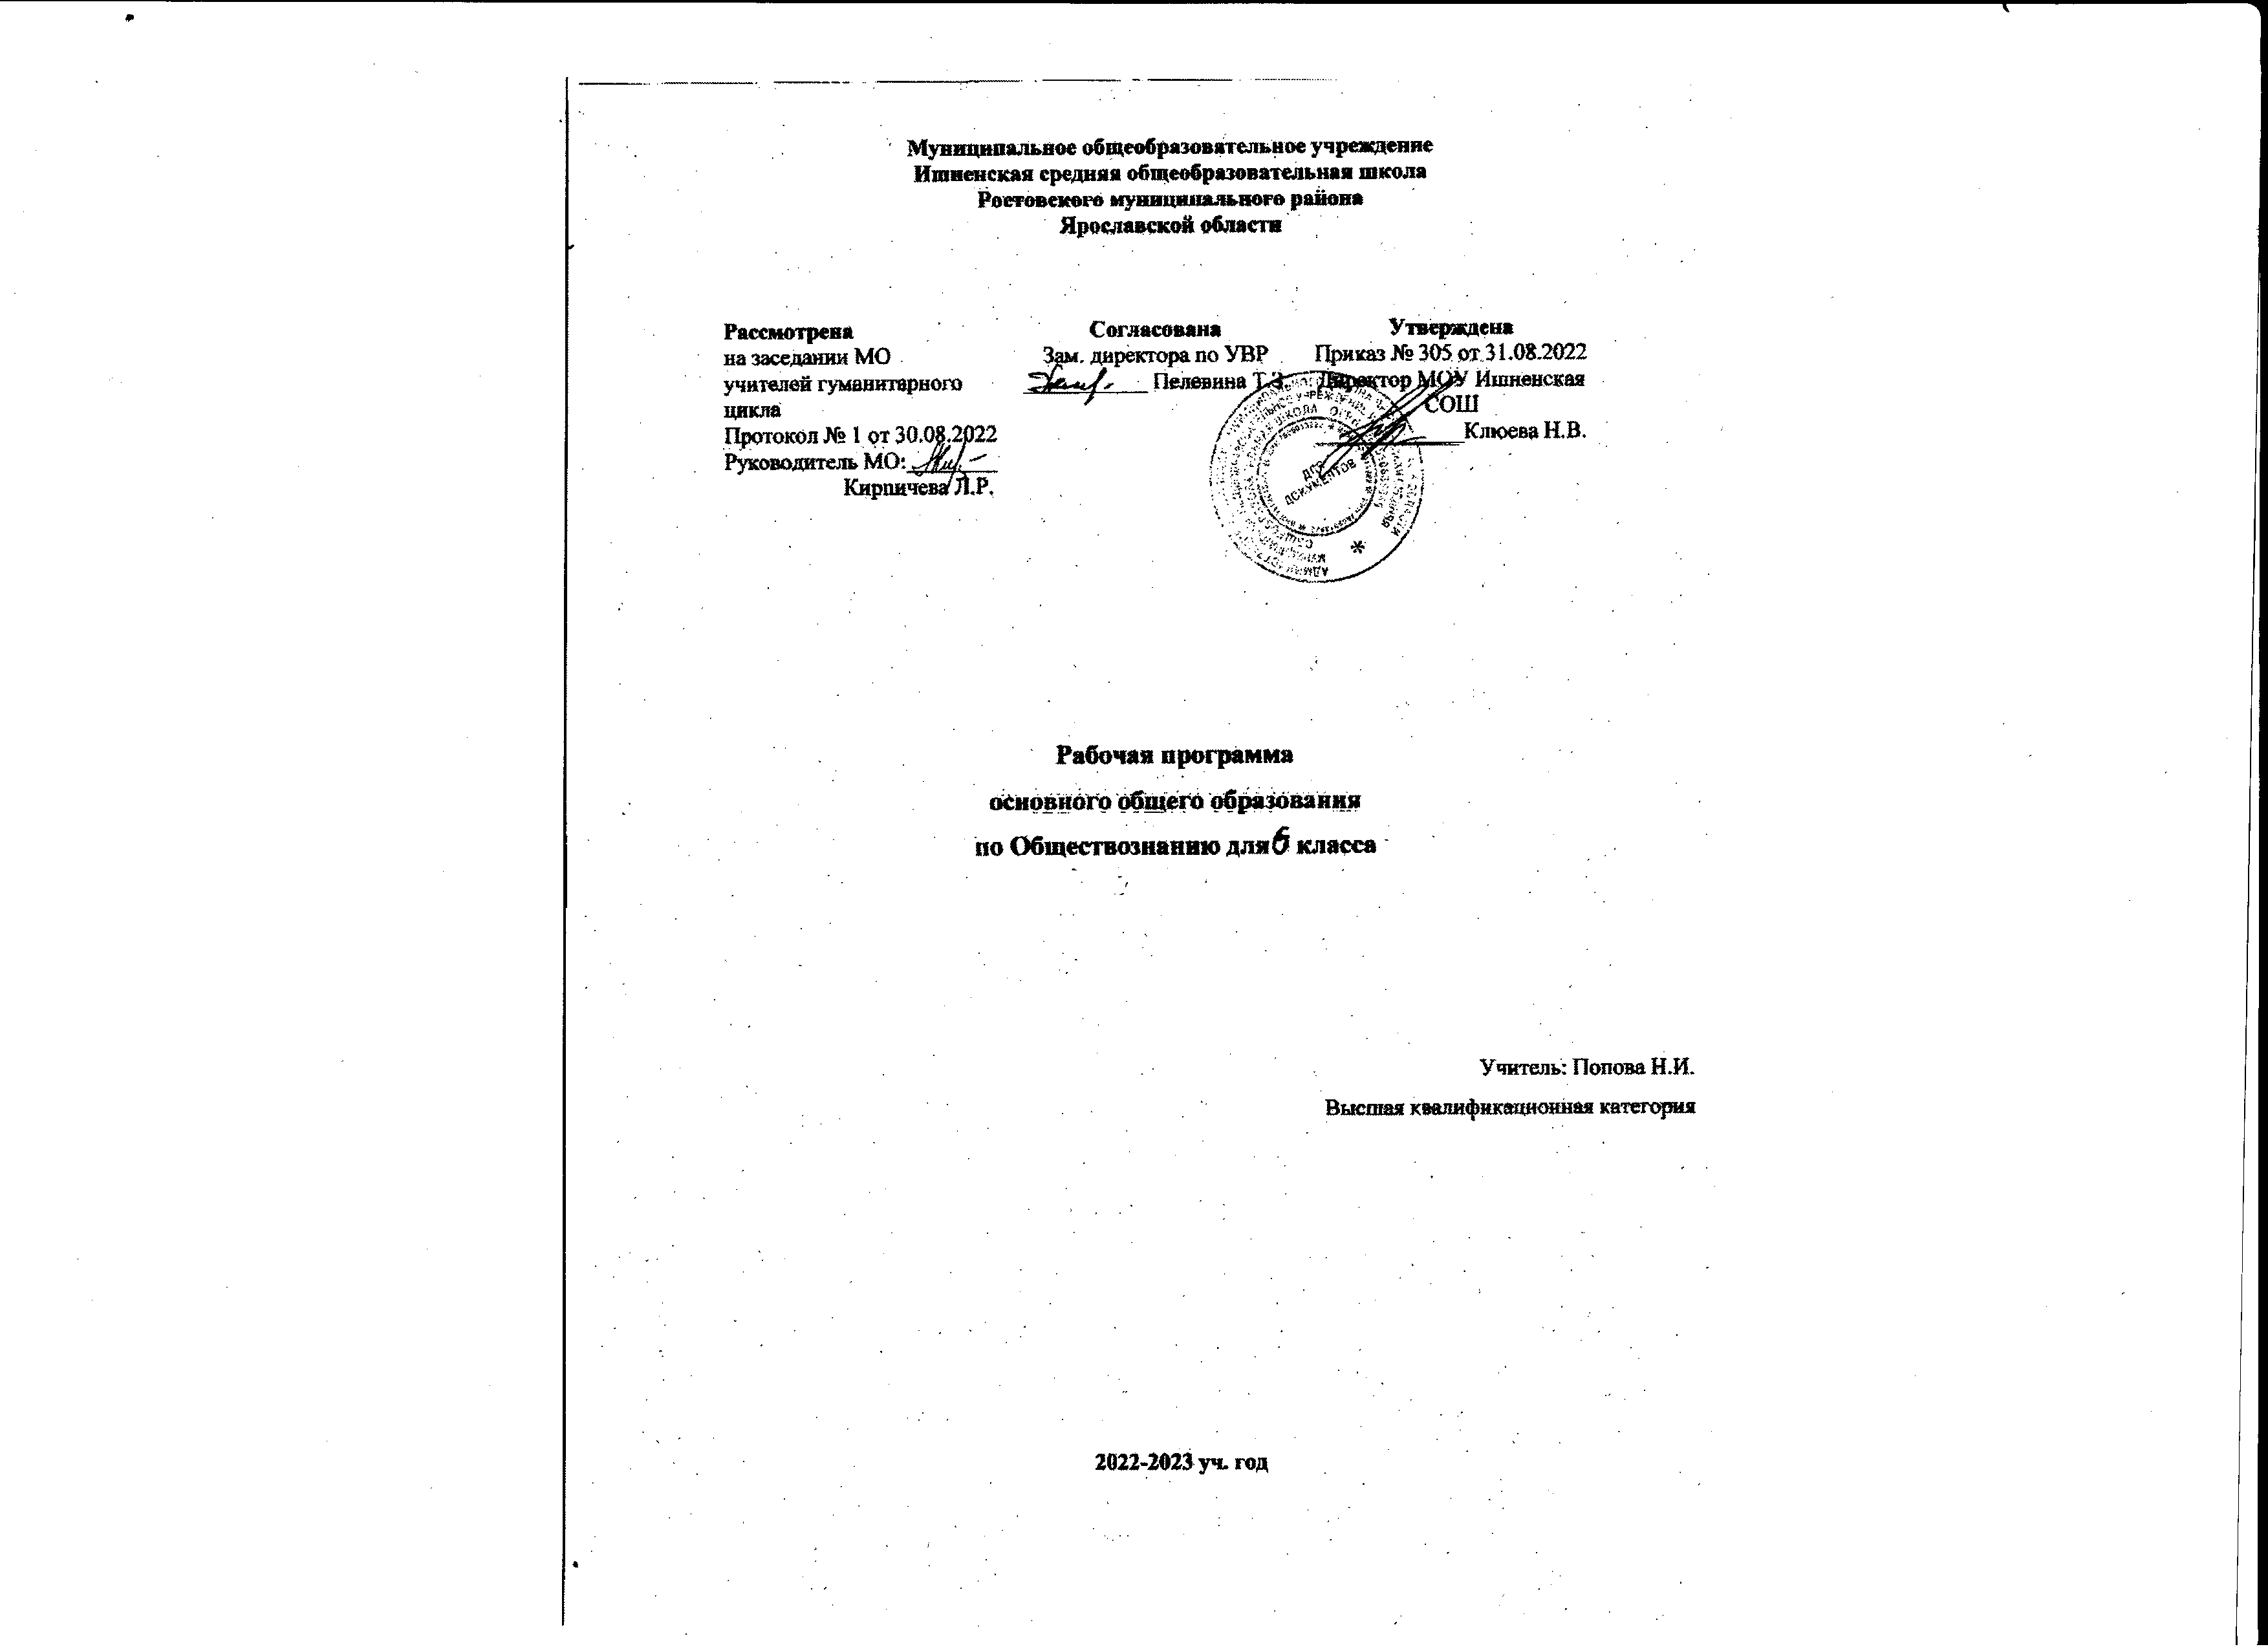 Муниципальное общеобразовательное учреждение
Ишненская средняя общеобразовательная школа
Ростовского муниципального района
Ярославской области
Рассмотрена
на заседании МО
учителей гуманитарного
цикла
Протокол № 1 от 30.08.2022
Руководитель МО:
Кирпичева Л.Р.
Согласована
Зам. директора по УВР
Пелевина Т.З.
Утверждена
Приказ № 305 от 31.08.2022
Директор МОУ Ишненская
СОШ
Клюева Н.В.
ДЛЯ
ДОКУМЕНТОВ
Рабочая программа
основного общего образования
по Обществознанию для 6 класса
Учитель: Попова Н.И.
Высшая квалификационная категория
2022-2023 уч. год